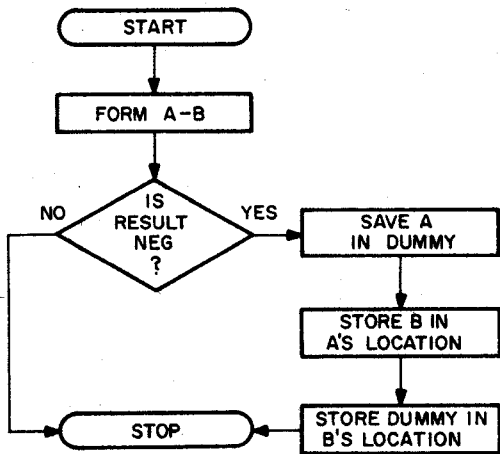 START
FORM A-B
IS
RESULT
NEG
?
NO
YES
SAVE A
IN DUMMY
STORE B IN
A'S LOCATION
STORE DUMMY IN
B'S LOCATION
STOP